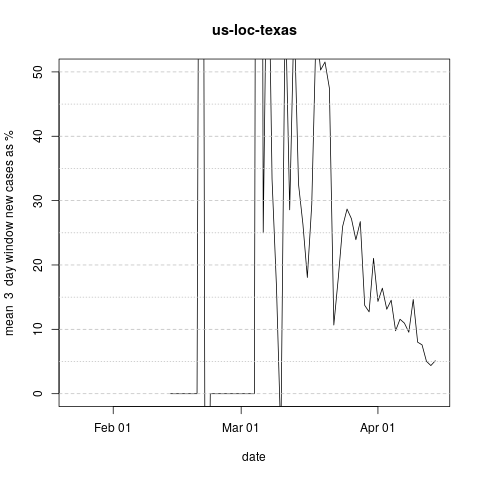 us-loc-texas
mean  3  day window new cases as %
50
40
30
20
10
0
Feb 01
Mar 01
Apr 01
date